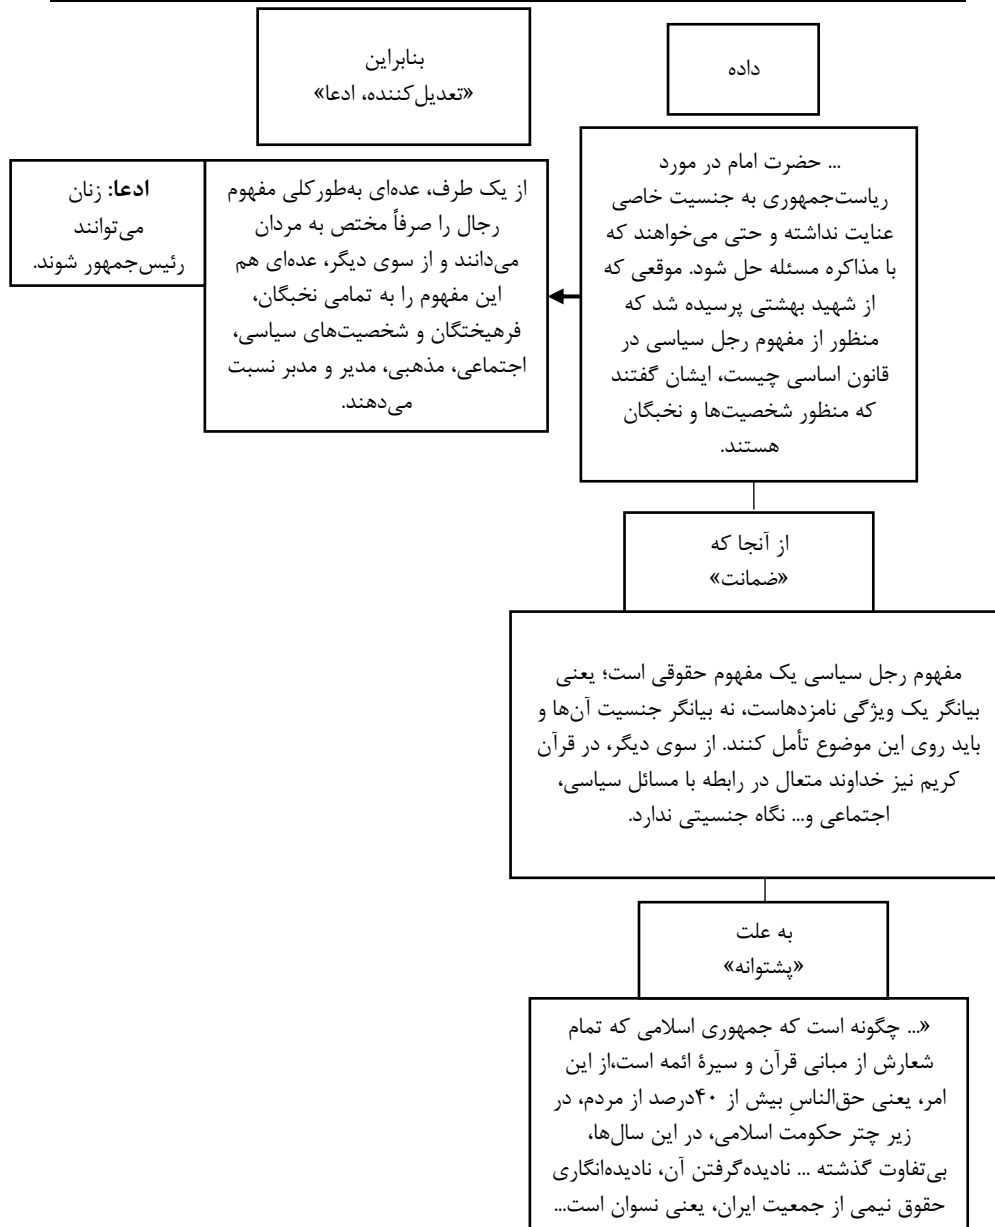 داده
... حضرت امام در مورد
ریاست‌جمهوری به جنسیت خاصی
عنایت نداشته و حتی می‌خواهند که
با مذاکره مسئله حل شود. موقعی که
از شهید بهشتی پرسیده شد که
منظور از مفهوم رجل سیاسی در
قانون اساسی چیست، ایشان گفتند
که منظور شخصیت‌ها و نخبگان
هستند.
بنابراین
«تعدیل‌کننده، ادعا»
از یک طرف، عده‌ای به‌طورکلی مفهوم
رجال را صرفاً مختص به مردان
می‌دانند و از سوی دیگر، عده‌ای هم
این مفهوم را به تمامی نخبگان،
فرهیختگان و شخصیت‌های سیاسی،
اجتماعی، مذهبی، مدیر و مدبر نسبت
می‌دهند.
ادعا: زنان
می‌توانند
رئیس‌جمهور شوند.
از آنجا که
«ضمانت»
مفهوم رجل سیاسی یک مفهوم حقوقی است؛ یعنی
بیانگر یک ویژگی نامزدهاست، نه بیانگر جنسیت آن‌ها و
باید روی این موضوع تأمل کنند. از سوی دیگر، در قرآن
کریم نیز خداوند متعال در رابطه با مسائل سیاسی،
اجتماعی و... نگاه جنسیتی ندارد.
به علت
«پشتوانه»
«... چگونه است که جمهوری اسلامی که تمام
شعارش از مبانی قرآن و سیرۀ ائمه است،از این
امر، یعنی حق‌الناسِ بیش از ۴۰درصد از مردم، در
زیر چتر حکومت اسلامی، در این سال‌ها،
بی‌تفاوت گذشته ... نادیده‌گرفتن آن، نادیده‌انگاری
حقوق نیمی از جمعیت ایران، یعنی نسوان است...